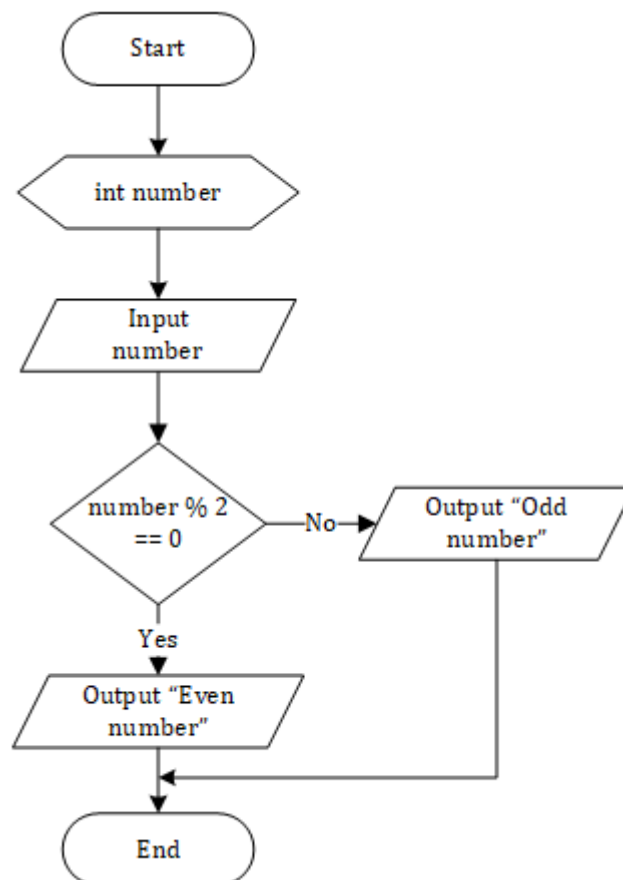 Start
int number
Input
number
number % 2
== 0
No
Output “Odd
number”
Yes
Output “Even
number”
End